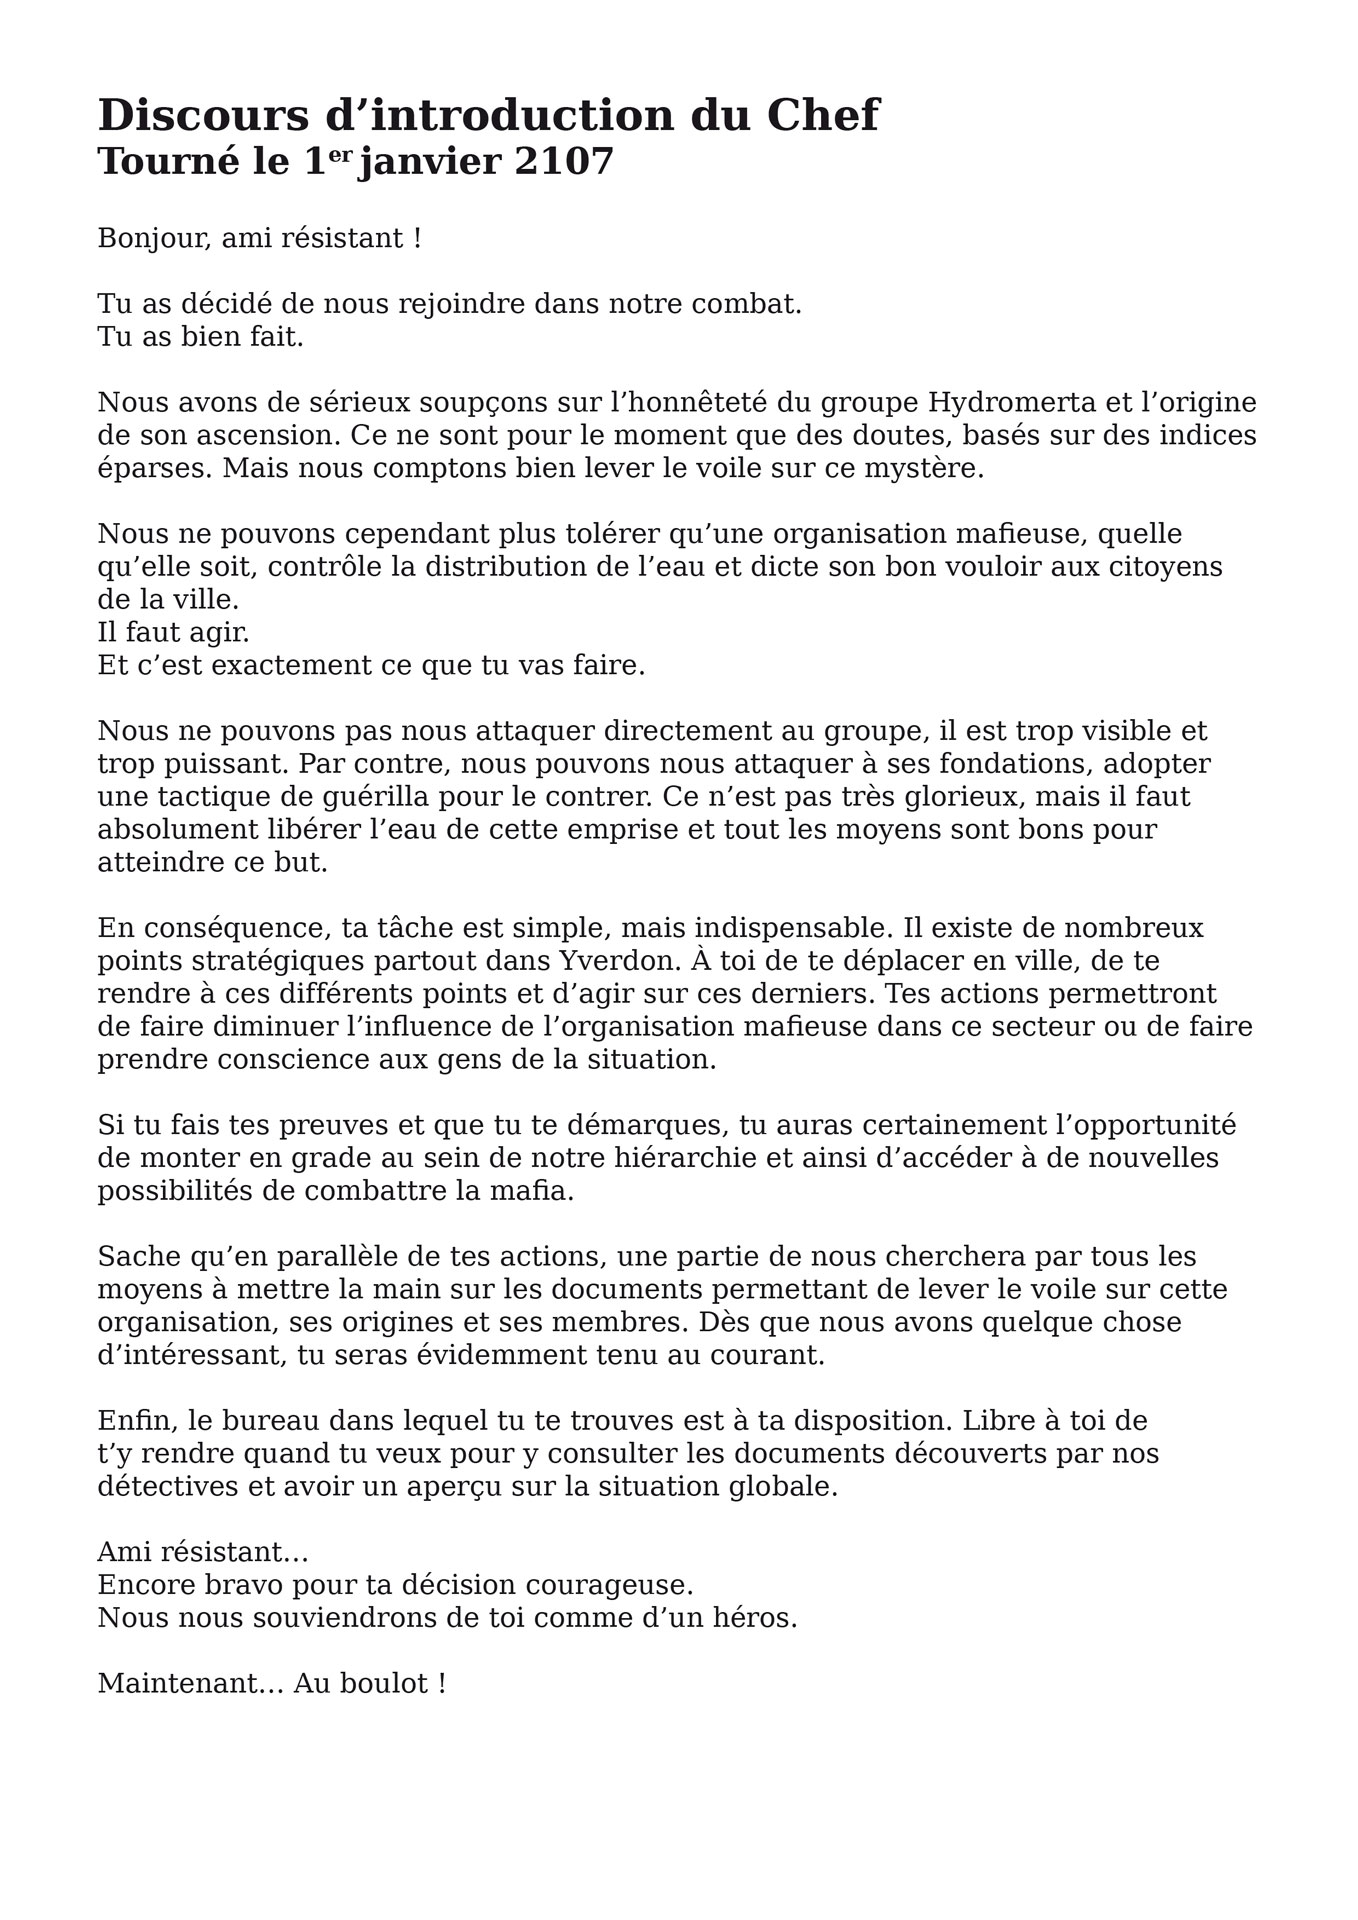 Discours d’introduction du Chef
Tourné le 1er janvier 2107
Bonjour, ami résistant !
Tu as décidé de nous rejoindre dans notre combat.
Tu as bien fait.
Nous avons de sérieux soupçons sur l’honnêteté du groupe Hydromerta et l’origine
de son ascension. Ce ne sont pour le moment que des doutes, basés sur des indices
éparses. Mais nous comptons bien lever le voile sur ce mystère.
Nous ne pouvons cependant plus tolérer qu’une organisation mafieuse, quelle
qu’elle soit, contrôle la distribution de l’eau et dicte son bon vouloir aux citoyens
de la ville.
Il faut agir.
Et c’est exactement ce que tu vas faire.
Nous ne pouvons pas nous attaquer directement au groupe, il est trop visible et
trop puissant. Par contre, nous pouvons nous attaquer à ses fondations, adopter
une tactique de guérilla pour le contrer. Ce n’est pas très glorieux, mais il faut
absolument libérer l’eau de cette emprise et tout les moyens sont bons pour
atteindre ce but.
En conséquence, ta tâche est simple, mais indispensable. Il existe de nombreux
points stratégiques partout dans Yverdon. À toi de te déplacer en ville, de te
rendre à ces différents points et d’agir sur ces derniers. Tes actions permettront
de faire diminuer l’influence de l’organisation mafieuse dans ce secteur ou de faire
prendre conscience aux gens de la situation.
Si tu fais tes preuves et que tu te démarques, tu auras certainement l’opportunité
de monter en grade au sein de notre hiérarchie et ainsi d’accéder à de nouvelles
possibilités de combattre la mafia.
Sache qu’en parallèle de tes actions, une partie de nous cherchera par tous les
moyens à mettre la main sur les documents permettant de lever le voile sur cette
organisation, ses origines et ses membres. Dès que nous avons quelque chose
d’intéressant, tu seras évidemment tenu au courant.
Enfin, le bureau dans lequel tu te trouves est à ta disposition. Libre à toi de
t’y rendre quand tu veux pour y consulter les documents découverts par nos
détectives et avoir un aperçu sur la situation globale.
Ami résistant…
Encore bravo pour ta décision courageuse.
Nous nous souviendrons de toi comme d’un héros.
Maintenant… Au boulot !